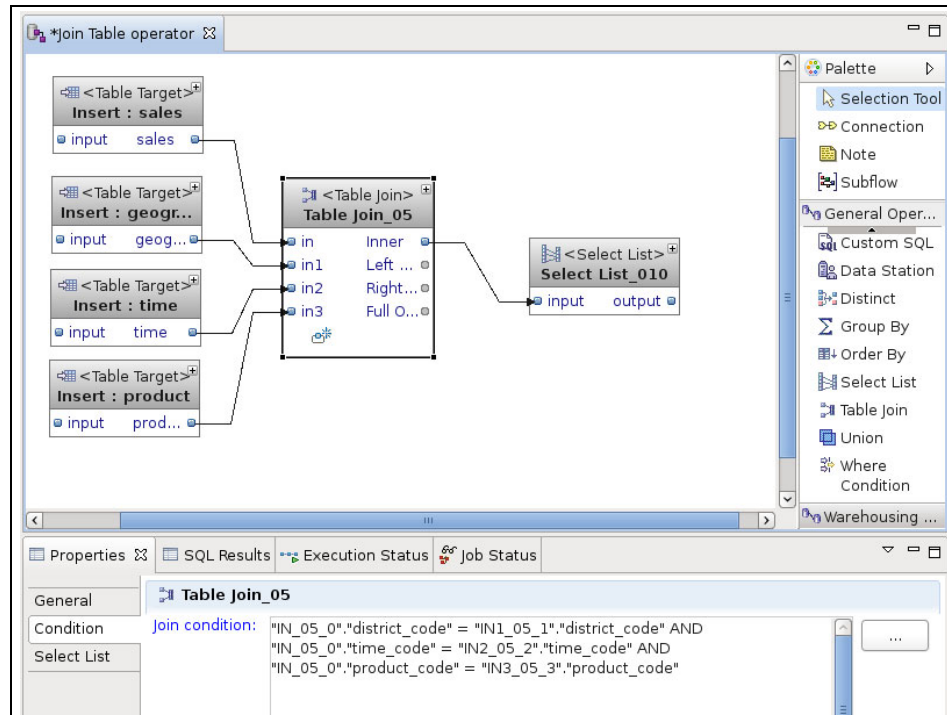 *Join Table operator
<Table Target>
Insert : sales
input sales
<Table Target>
Insert : geogr...
input geog...
<Table Target>
Insert : time
input time
<Table Target>
Insert : product
input prod...
<Table Join>
Table Join_05
in Inner
in1 Left ...
in2 Right...
in3 Full O...
<Select List>
Select List_010
input output
Palette
Selection Tool
Connection
Note
Subflow
General Oper...
Custom SQL
Data Station
Distinct
Group By
Order By
Select List
Table Join
Union
Where
Condition
Warehousing ...
Properties SQL Results Execution Status Job Status
General
Condition
Select List
Table Join_05
Join condition:
"IN_05_0"."district_code" = "IN1_05_1"."district_code" AND
"IN_05_0"."time_code" = "IN2_05_2"."time_code" AND
"IN_05_0"."product_code" = "IN3_05_3"."product_code"
...